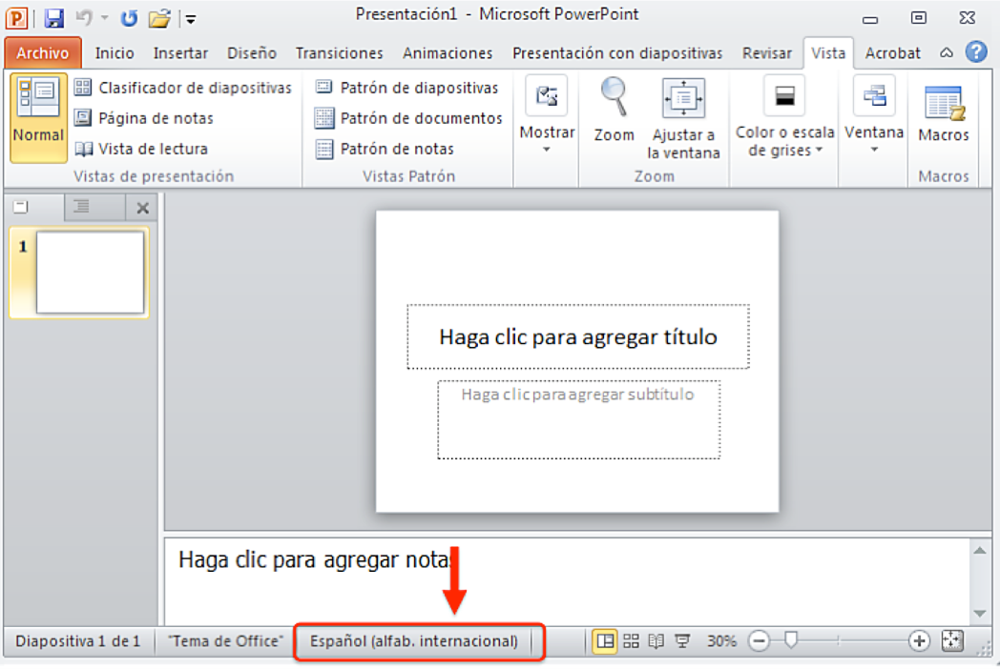 Presentación1 - Microsoft PowerPoint
Archivo Inicio Insertar Diseño Transiciones Animaciones Presentación con diapositivas Revisar Vista Acrobat
Normal
Clasificador de diapositivas
Página de notas
Vista de lectura
Vistas de presentación
Patrón de diapositivas
Patrón de documentos
Patrón de notas
Vistas Patrón
Mostrar
Zoom
Ajustar a
la ventana
Zoom
Color o escala
de grises
Ventana
Macros
Macros
1
Haga clic para agregar título
Haga clic para agregar subtítulo
Haga clic para agregar notas
Diapositiva 1 de 1 "Tema de Office" Español (alfab. internacional) 30%